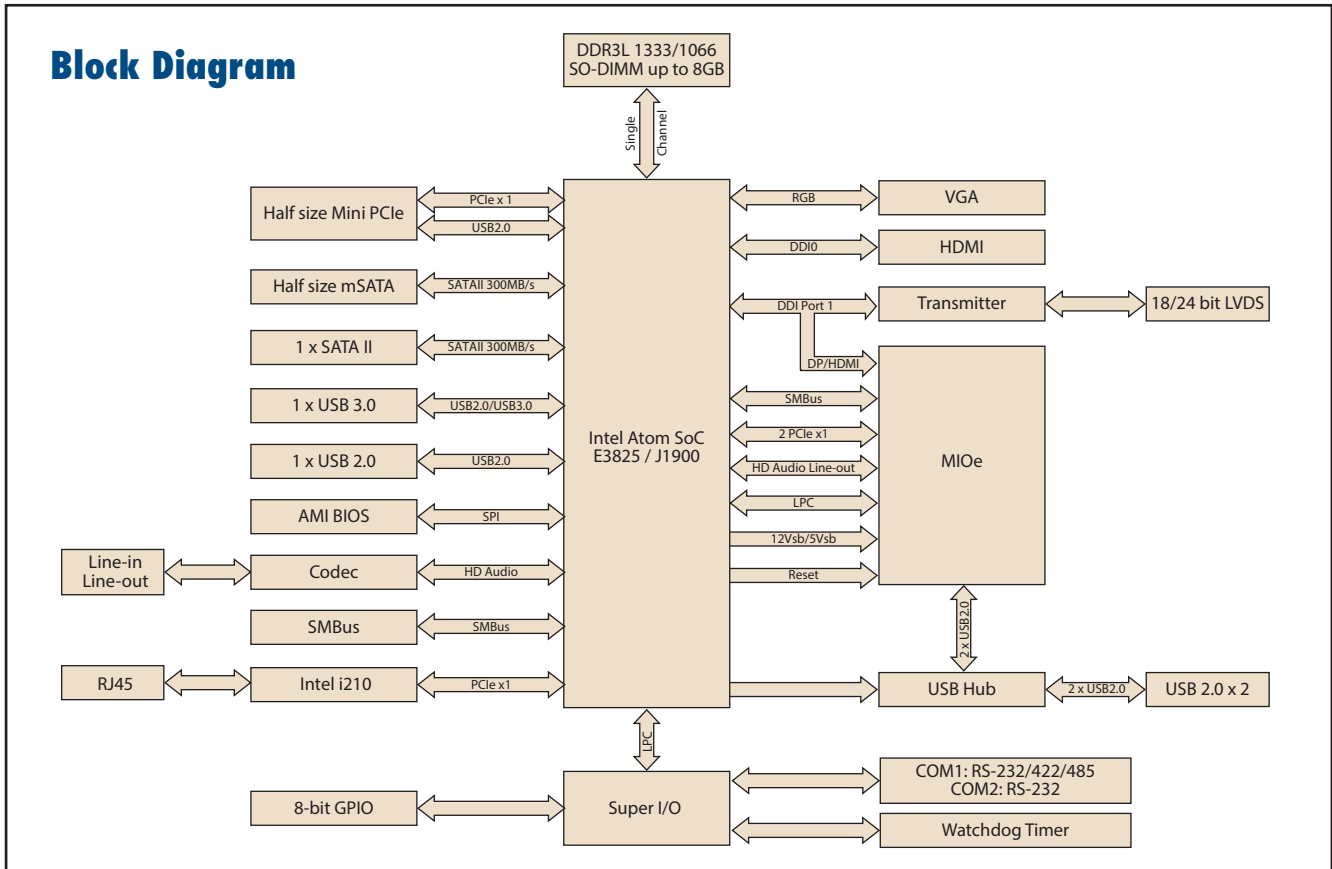 Block Diagram
DDR3L 1333/1066
SO-DIMM up to 8GB
Single
Channel
Half size Mini PCIe
PCIe x 1
USB2.0
Half size mSATA
SATAII 300MB/s
1 x SATA II
SATAII 300MB/s
1 x USB 3.0
USB2.0/USB3.0
1 x USB 2.0
USB2.0
AMI BIOS
SPI
Line-in
Line-out
Codec
HD Audio
SMBus
SMBus
RJ45
Intel i210
PCIe x1
Intel Atom SoC
E3825 / J1900
RGB
VGA
DDI0
HDMI
DDI Port 1
Transmitter
18/24 bit LVDS
DP/HDMI
SMBus
2 PCIe x1
HD Audio Line-out
LPC
12Vsb/5Vsb
Reset
MIOe
2 x USB2.0
USB Hub
2 x USB2.0
USB 2.0 x 2
LPC
8-bit GPIO
Super I/O
COM1: RS-232/422/485
COM2: RS-232
Watchdog Timer